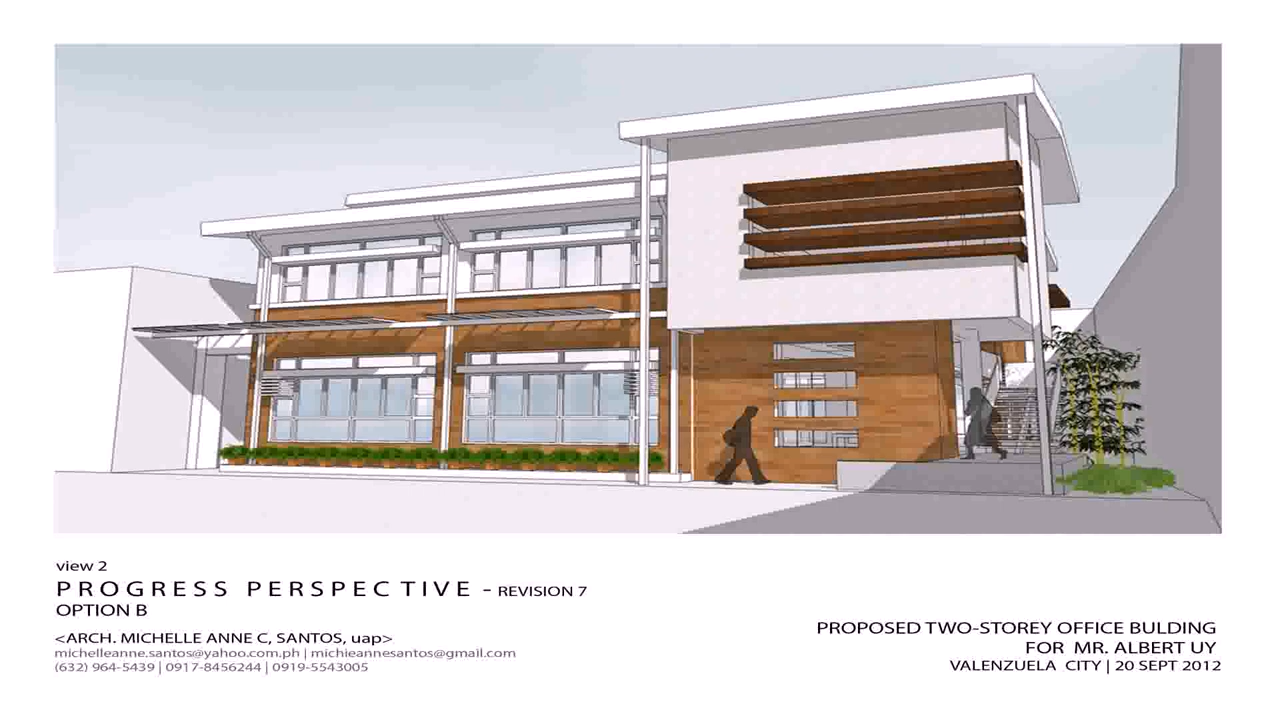 view 2
PROGRESS PERSPECTIVE - REVISION 7
OPTION B
<ARCH. MICHELLE ANNE C, SANTOS, uap>
michelleanne.santos@yahoo.com.ph | michieannesantos@gmail.com
(632) 964-5439 | 0917-8456244 | 0919-5543005
PROPOSED TWO-STOREY OFFICE BULDING
FOR MR. ALBERT UY
VALENZUELA CITY | 20 SEPT 2012